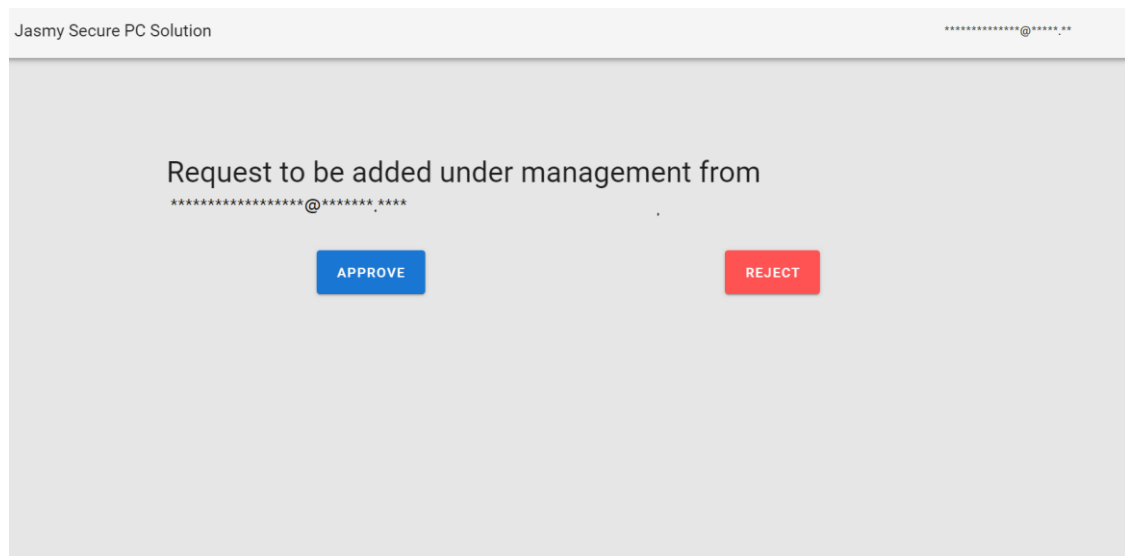 Jasmy Secure PC Solution
**************@*****.**
Request to be added under management from
******************@*******.****
.
APPROVE
REJECT